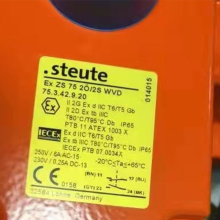 steute
Ex ZS 75 2Ö/2S WVD
75.3.42.9.20
014015
II 2G Ex d IIC T6/T5 Gb
II 2D Ex tb IIIC
T80°C/T95°C Db IP65
PTB 11 ATEX 1003 X
IECEx
Ex d IIC T6/T5 Gb
Ex tb IIIC
T80°C/T95°C Db IP65
IECEx PTB 07.0034X
250V / 6A AC-15
230V / 0.25A DC-13
-20°≤Ta≤+65°C
0158
Germany